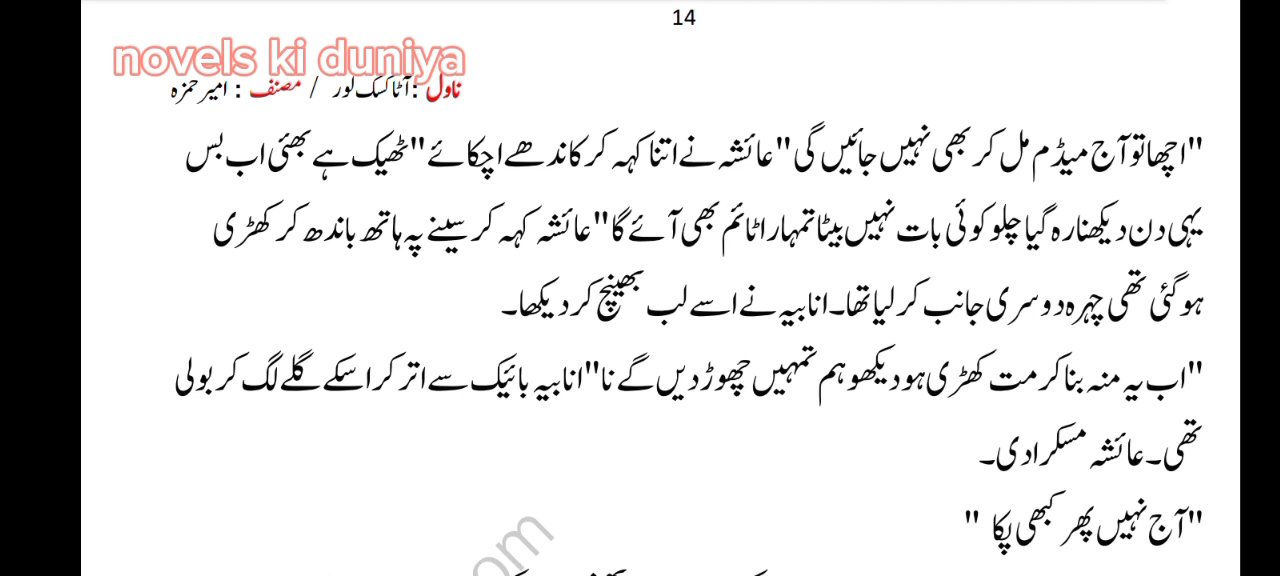 14
novels ki duniya
ناول : آٹاکسک لور / مصنف : امیر حمزہ
"اچھا تو آج میڈم مل کر بھی نہیں جائیں گی" عائشہ نے اتنا کہہ کر کاندھے اچکائے "ٹھیک ہے بھئی اب بس
یہی دن دیکھنا رہ گیا چلو کوئی بات نہیں بیٹا تمہارا ٹائم بھی آئے گا" عائشہ کہہ کر سینے پہ ہاتھ باندھ کر کھڑی
ہو گئی تھی چہرہ دوسری جانب کر لیا تھا۔ انابیہ نے اسے لب بھینچ کر دیکھا۔
"اب یہ منہ بنا کر مت کھڑی ہو دیکھو ہم تمہیں چھوڑ دیں گے نا" انابیہ بائیک سے اتر کر اسکے گلے لگ کر بولی
تھی۔ عائشہ مسکرا دی۔
"آج نہیں پھر کبھی پکا "
om